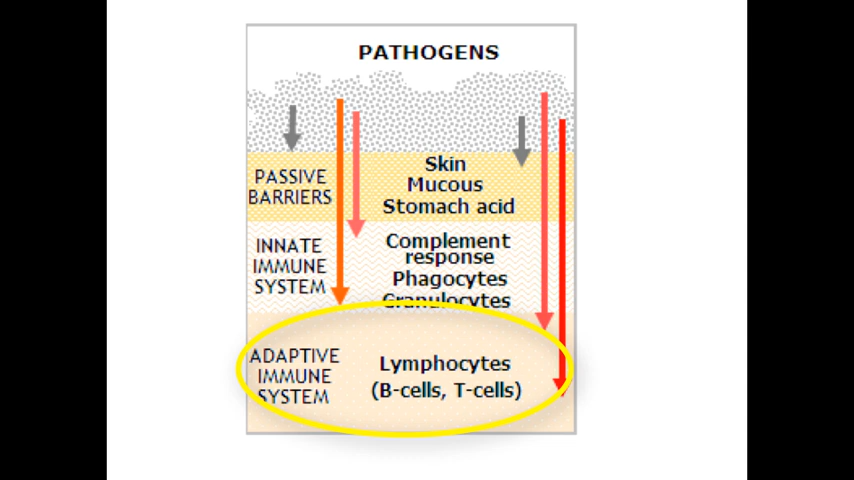 PATHOGENS
PASSIVE
BARRIERS
Skin
Mucous
Stomach acid
INNATE
IMMUNE
SYSTEM
Complement
response
Phagocytes
Granulocytes
ADAPTIVE
IMMUNE
SYSTEM
Lymphocytes
(B-cells, T-cells)